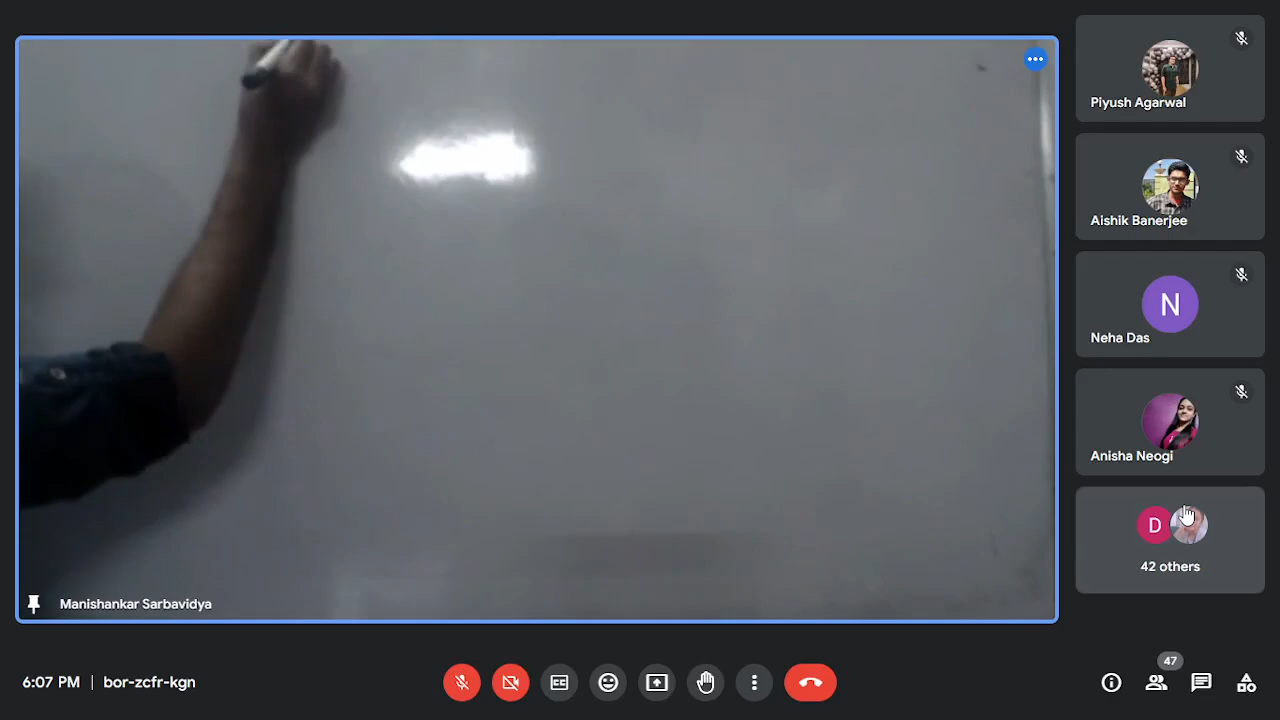 Piyush Agarwal
Aishik Banerjee
N
Neha Das
Anisha Neogi
D
42 others
Manishankar Sarbavidya
6:07 PM | bor-zcfr-kgn
47